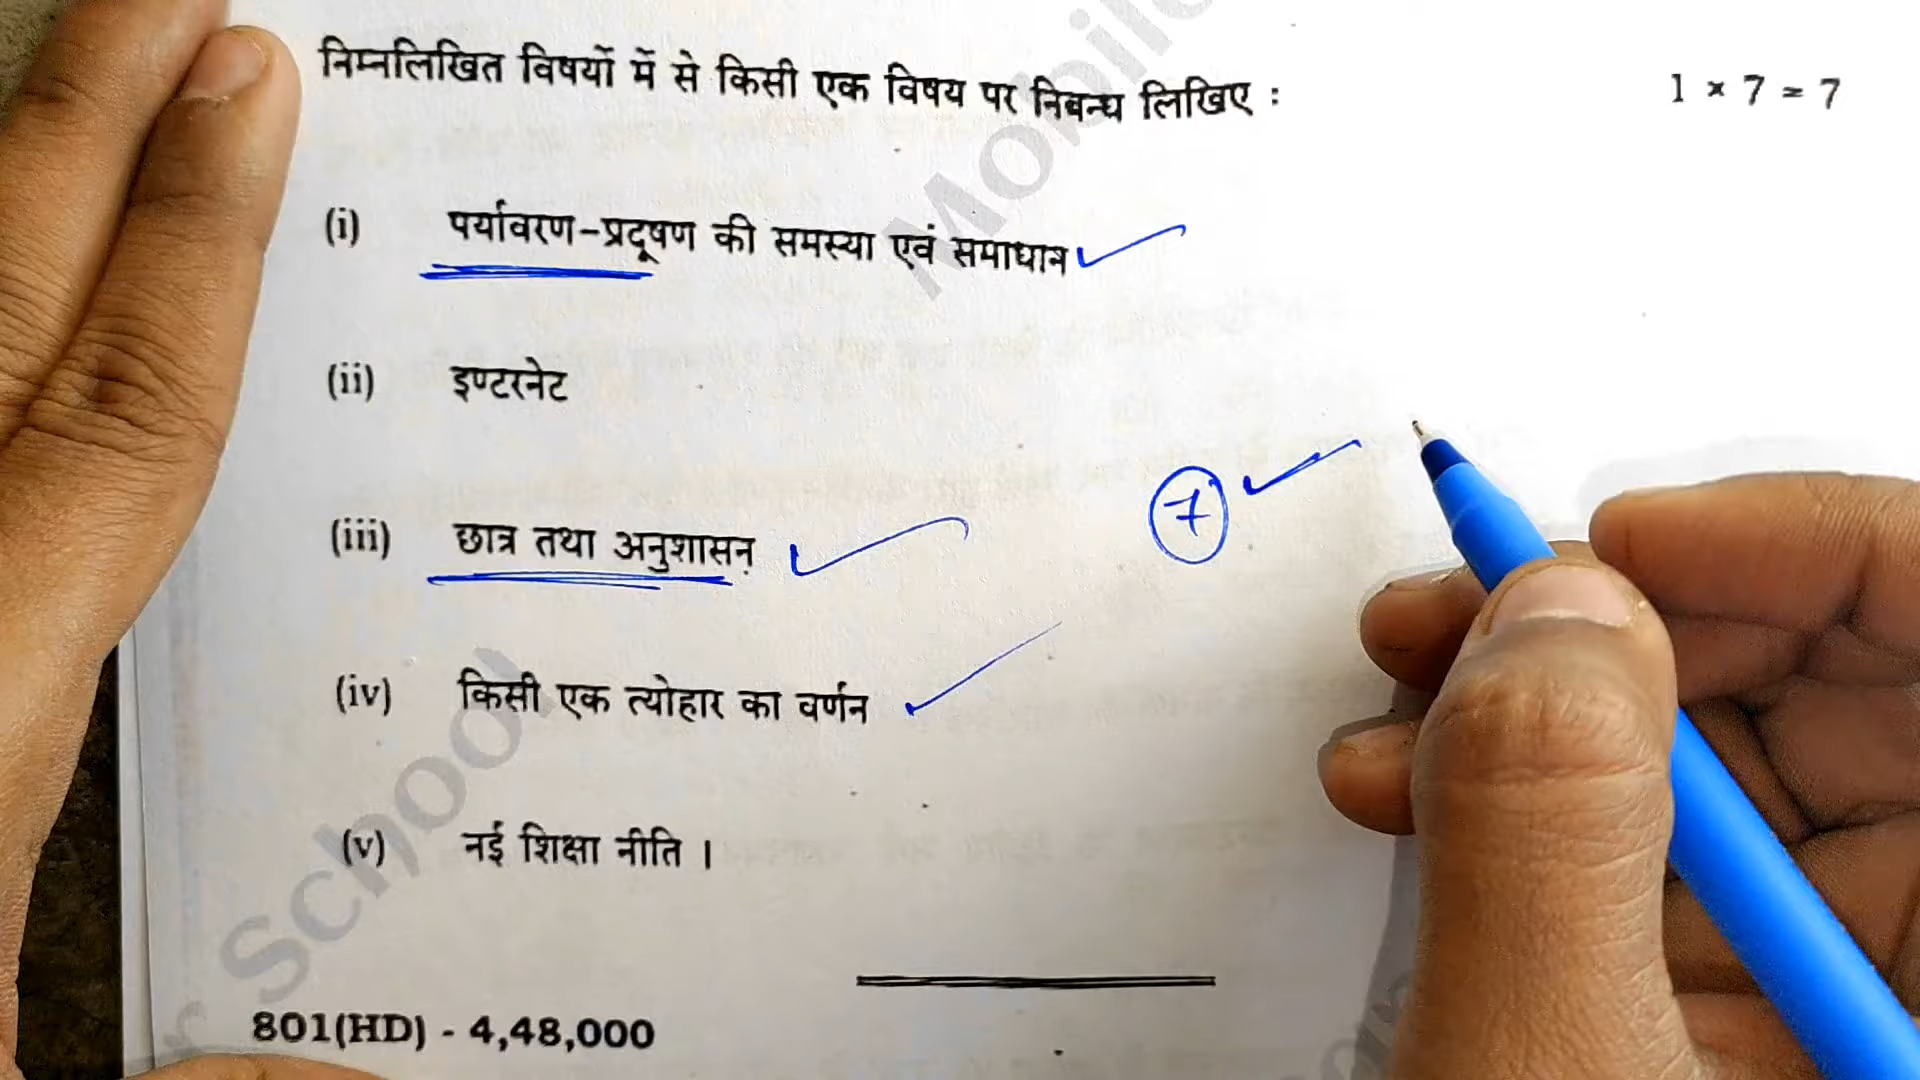 निम्नलिखित विषयों में से किसी एक विषय पर निबन्ध लिखिए : 1 × 7 = 7
(i) पर्यावरण-प्रदूषण की समस्या एवं समाधान
(ii) इण्टरनेट
(iii) छात्र तथा अनुशासन
7
(iv) किसी एक त्योहार का वर्णन
(v) नई शिक्षा नीति ।
801(HD) - 4,48,000
School